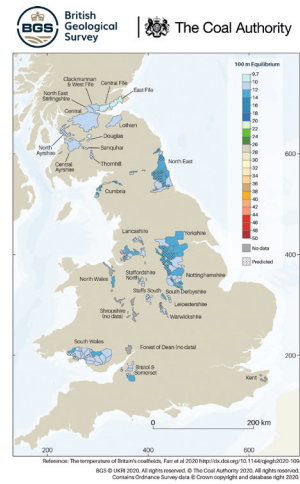 British
Geological
Survey
BGS
The Coal Authority
100 m Equilibrium
9.7
10
12
14
16
18
20
22
24
26
28
30
32
34
36
38
40
42
44
46
48
50
No data
Predicted
Clackmannan
& West Fife
Central Fife
East Fife
North East
Stirlingshire
Central
Lothian
Douglas
North
Ayrshire
Sanquhar
Central
Ayrshire
Thornhill
North East
Cumbria
Lancashire
Yorkshire
North Wales
Staffordshire
North
Nottinghamshire
Staffs South
South Derbyshire
Leicestershire
Shropshire
(no data)
Warwickshire
South Wales
Forest of Dean (no data)
Bristol &
Somerset
Kent
600
400
200
0
200 km
200
400
600
Reference: The temperature of Britain's coalfields, Farr et al 2020 http://dx.doi.org/10.1144/qjegh2020-109
BGS © UKRI 2020. All rights reserved. © The Coal Authority 2020. All rights reserved.
Contains Ordnance Survey data © Crown copyright and database right 2020.